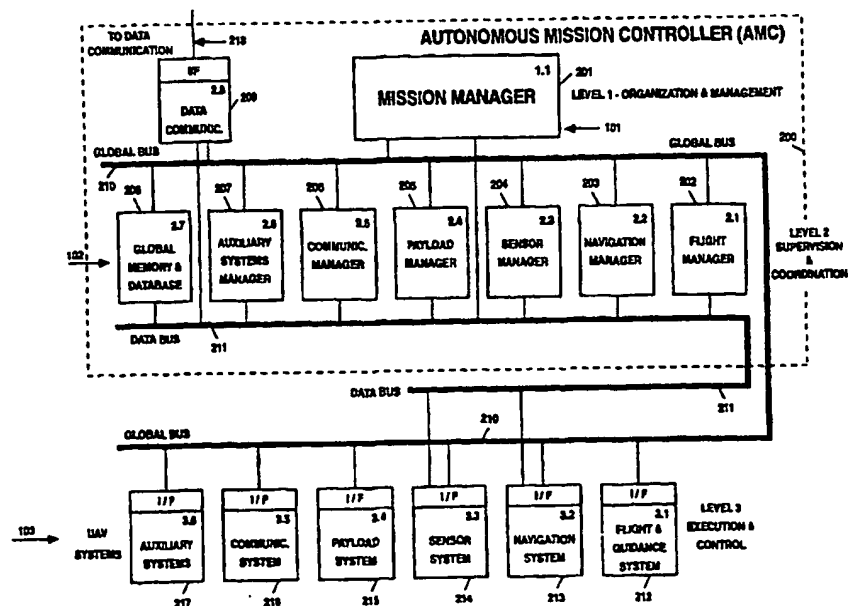 TO DATA
COMMUNICATION
218
AUTONOMOUS MISSION CONTROLLER (AMC)
I/F
2.8
DATA
COMMUNIC.
209
1.1
MISSION MANAGER
201
LEVEL 1 - ORGANIZATION & MANAGEMENT
101
GLOBAL BUS
210
GLOBAL BUS
200
208
207
206
205
204
203
202
2.7
GLOBAL
MEMORY &
DATABASE
2.6
AUXILIARY
SYSTEMS
MANAGER
2.5
COMMUNIC.
MANAGER
2.4
PAYLOAD
MANAGER
2.3
SENSOR
MANAGER
2.2
NAVIGATION
MANAGER
2.1
FLIGHT
MANAGER
102
LEVEL 2
SUPERVISION
&
COORDINATION
DATA BUS
211
DATA BUS
211
GLOBAL BUS
210
103
UAV
SYSTEMS
I / F
3.6
AUXILIARY
SYSTEMS
I / F
3.5
COMMUNIC.
SYSTEM
I / F
3.4
PAYLOAD
SYSTEM
I / F
3.3
SENSOR
SYSTEM
I / F
3.2
NAVIGATION
SYSTEM
I / F
3.1
FLIGHT &
GUIDANCE
SYSTEM
LEVEL 3
EXECUTION &
CONTROL
217
216
215
214
213
212